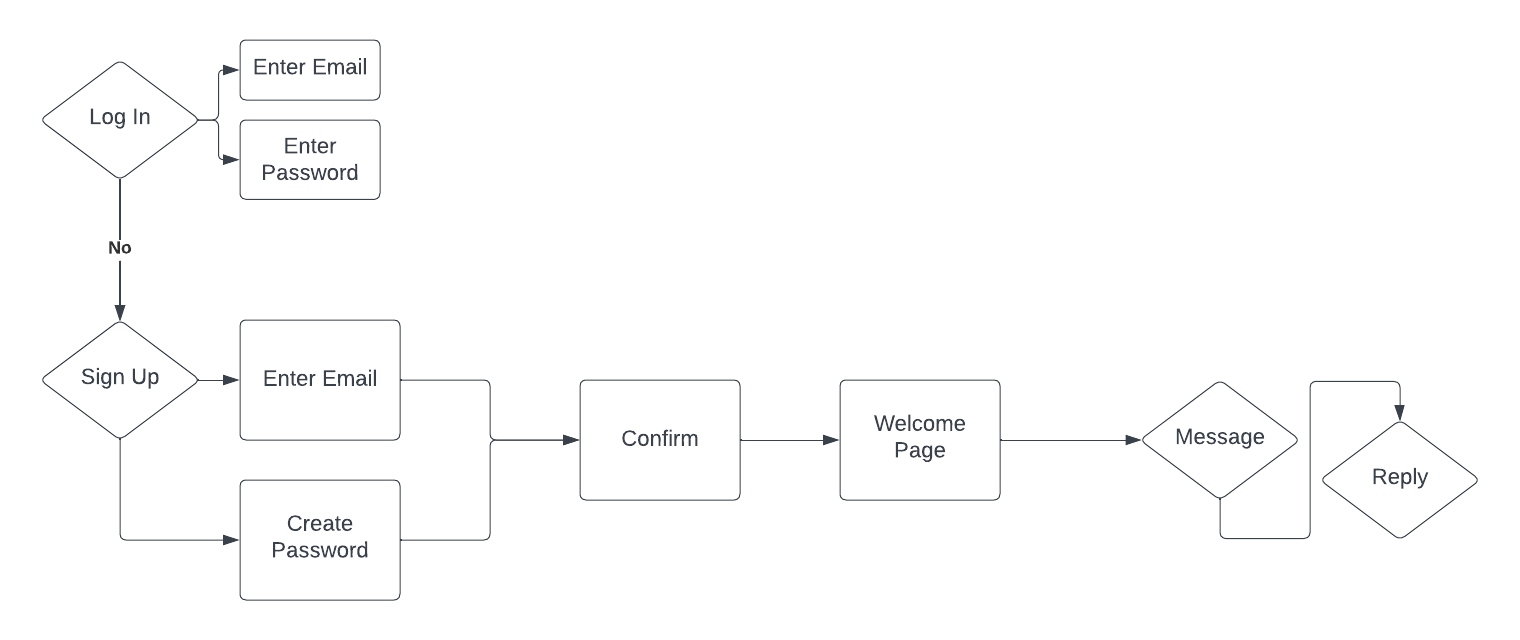 Log In
Enter Email
Enter
Password
No
Sign Up
Enter Email
Create
Password
Confirm
Welcome
Page
Message
Reply